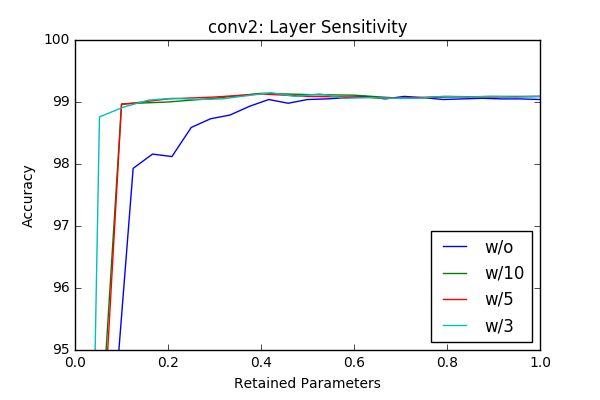 conv2: Layer Sensitivity
100
99
98
97
96
95
Accuracy
0.0 0.2 0.4 0.6 0.8 1.0
Retained Parameters
w/o
w/10
w/5
w/3